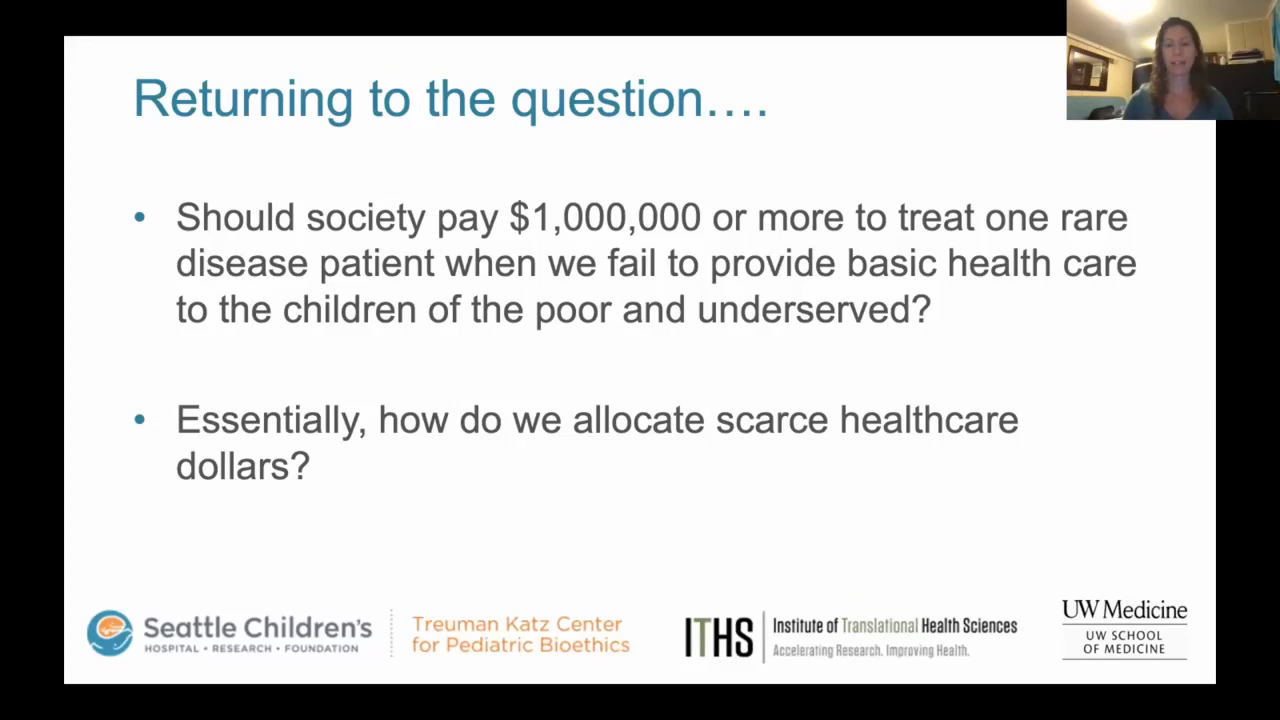 Returning to the question….
• Should society pay $1,000,000 or more to treat one rare
disease patient when we fail to provide basic health care
to the children of the poor and underserved?
• Essentially, how do we allocate scarce healthcare
dollars?
Seattle Children's
HOSPITAL • RESEARCH • FOUNDATION
Treuman Katz Center
for Pediatric Bioethics
ITHS
Institute of Translational Health Sciences
Accelerating Research. Improving Health.
UW Medicine
UW SCHOOL
OF MEDICINE